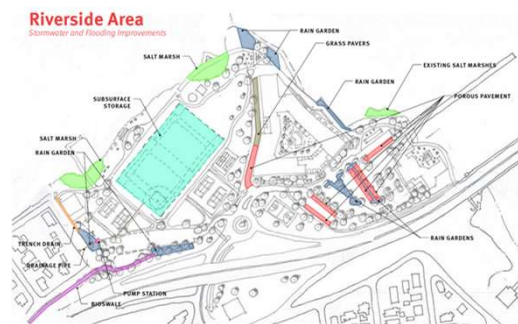 Riverside Area
Stormwater and Flooding Improvements
RAIN GARDEN
GRASS PAVERS
SALT MARSH
EXISTING SALT MARSHES
RAIN GARDEN
POROUS PAVEMENT
SUBSURFACE
STORAGE
SALT MARSH
RAIN GARDEN
RAIN GARDENS
TRENCH DRAIN
DRAINAGE PIPE
PUMP STATION
BIOSWALE